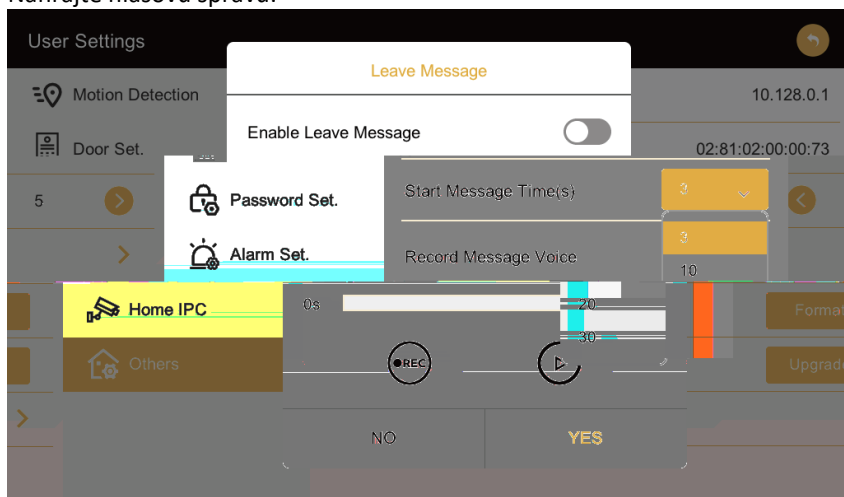 Nahrajte hlasovú správu.
User Settings
Leave Message
Motion Detection
10.128.0.1
Enable Leave Message
Door Set.
02:81:02:00:00:73
5
Password Set.
Start Message Time(s)
3
3
Alarm Set.
Record Message Voice
10
Home IPC
0s
20
Format
30
Others
REC
Upgrade
NO
YES